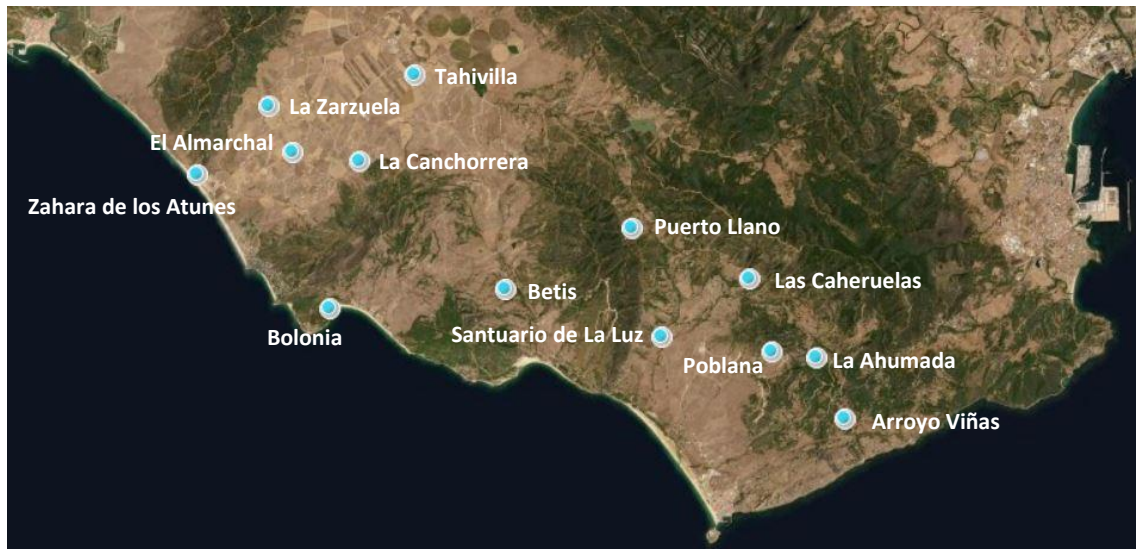 Tahivilla
La Zarzuela
El Almarchal
La Canchorrera
Zahara de los Atunes
Puerto Llano
Las Caheruelas
Betis
Bolonia
Santuario de La Luz
Poblana
La Ahumada
Arroyo Viñas